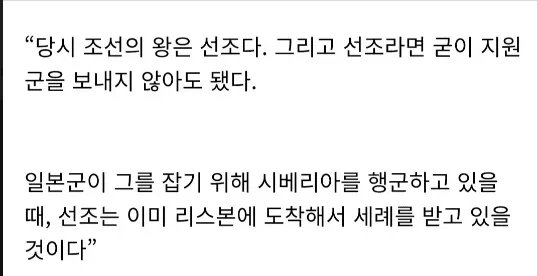 “당시 조선의 왕은 선조다. 그리고 선조라면 굳이 지원
군을 보내지 않아도 됐다.
일본군이 그를 잡기 위해 시베리아를 행군하고 있을
때, 선조는 이미 리스본에 도착해서 세례를 받고 있을
것이다”